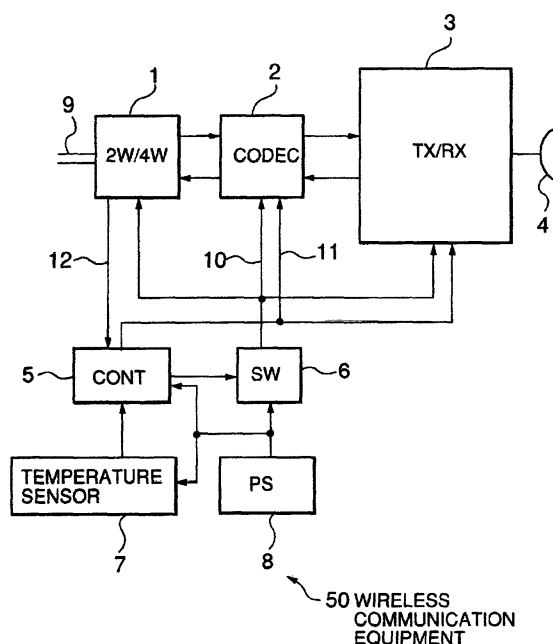 3
1
2
9
2W/4W
CODEC
TX/RX
4
12
10
11
5
CONT
SW
6
TEMPERATURE
SENSOR
PS
7
8
50 WIRELESS
COMMUNICATION
EQUIPMENT